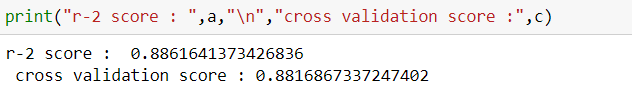 print("r-2 score : ",a,"\n","cross validation score :",c)
r-2 score :  0.8861641373426836
 cross validation score : 0.8816867337247402